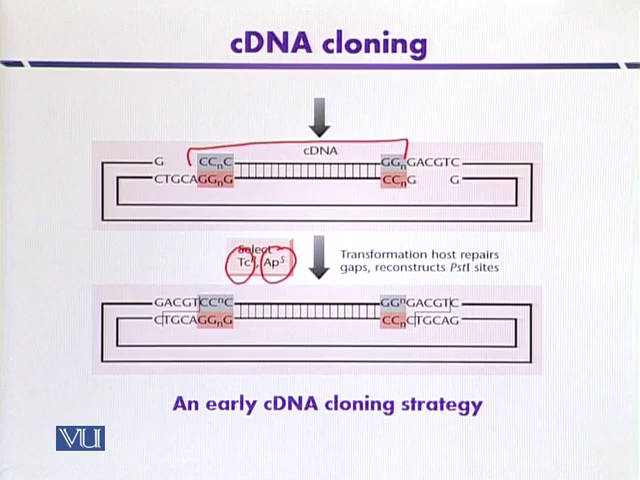 cDNA cloning
cDNA
G CCnC GGnGACGTC
CTGCAGGnG CCnG G
Select
Tcr, ApS
Transformation host repairs
gaps, reconstructs PstI sites
GACGTCCnC GGnGACGTC
CTGCAGGnG CCnCTGCAG
An early cDNA cloning strategy
VU